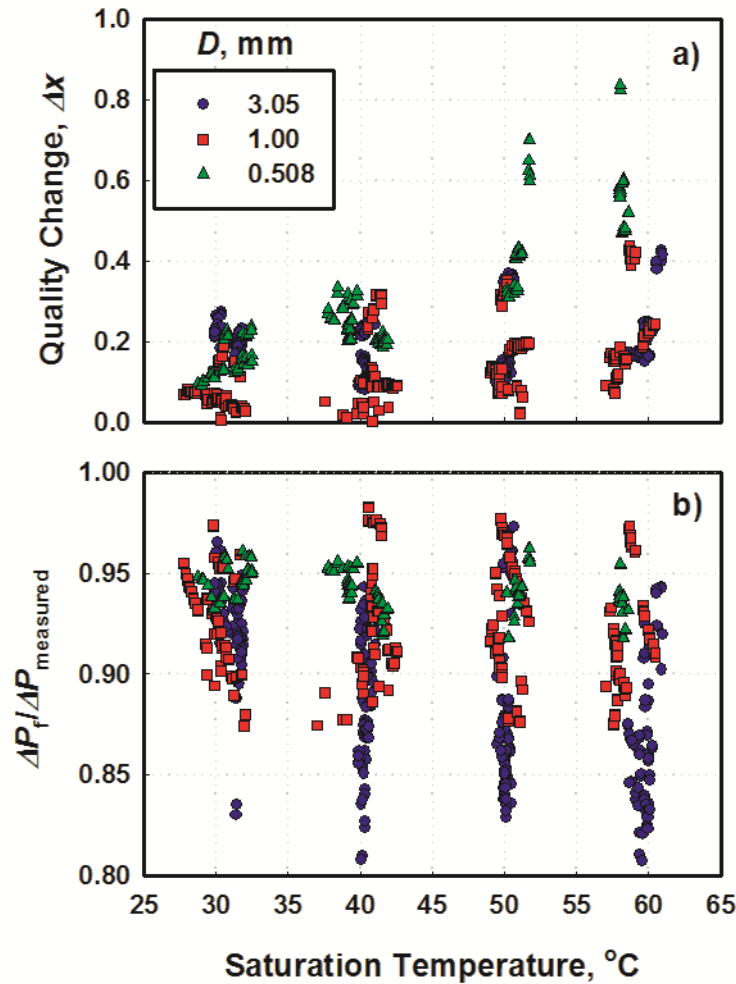 1.0
D, mm
a)
3.05
1.00
0.508
0.8
0.6
0.4
0.2
0.0
Quality Change, Δx
1.00
b)
0.95
0.90
0.85
0.80
ΔPf/ΔPmeasured
25 30 35 40 45 50 55 60 65
Saturation Temperature, oC